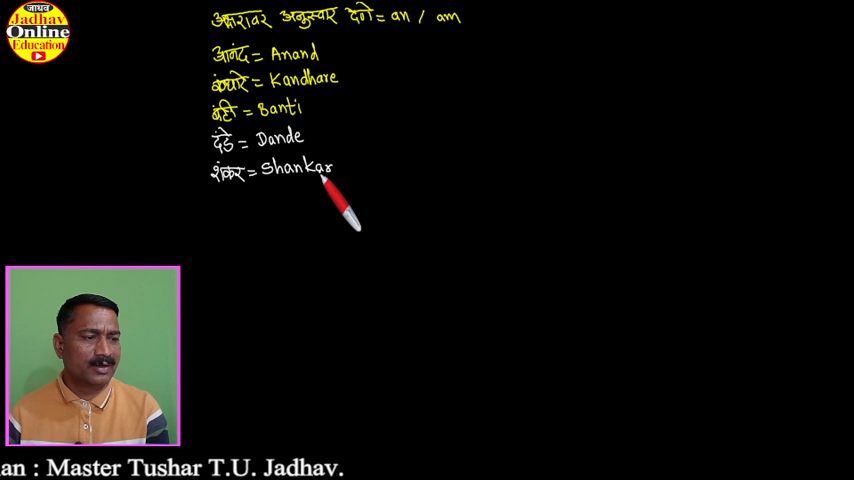 जाधव
Jadhav
Online
Education
अक्षरावर अनुस्वार देणे = an / am
आनंद = Anand
कंधारे = Kandhare
बंटी = Banti
दंडे = Dande
शंकर = Shankar
an : Master Tushar T.U. Jadhav.